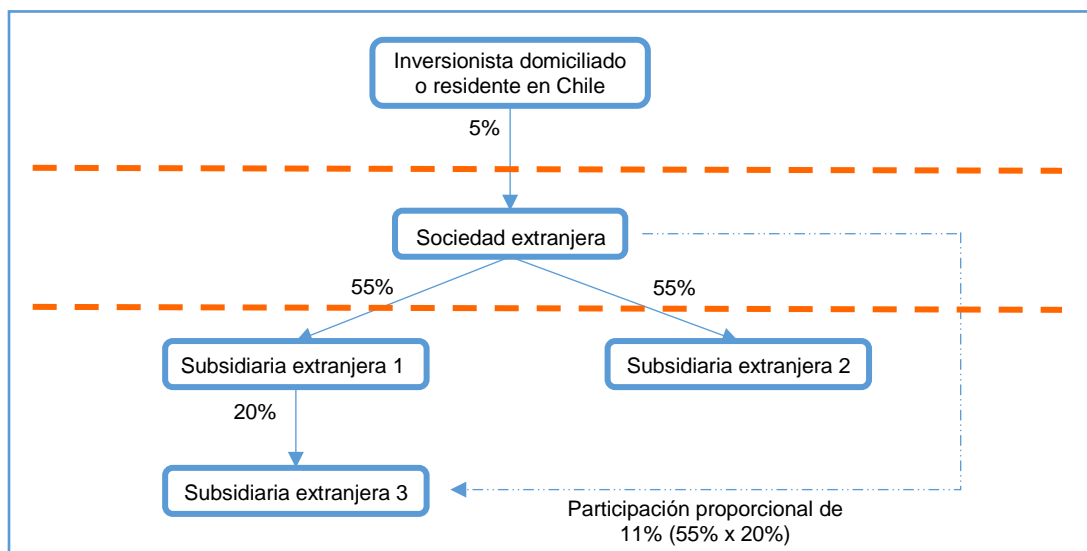 Inversionista domiciliado
o residente en Chile
5%
Sociedad extranjera
55%
55%
Subsidiaria extranjera 1
Subsidiaria extranjera 2
20%
Subsidiaria extranjera 3
Participación proporcional de
11% (55% x 20%)